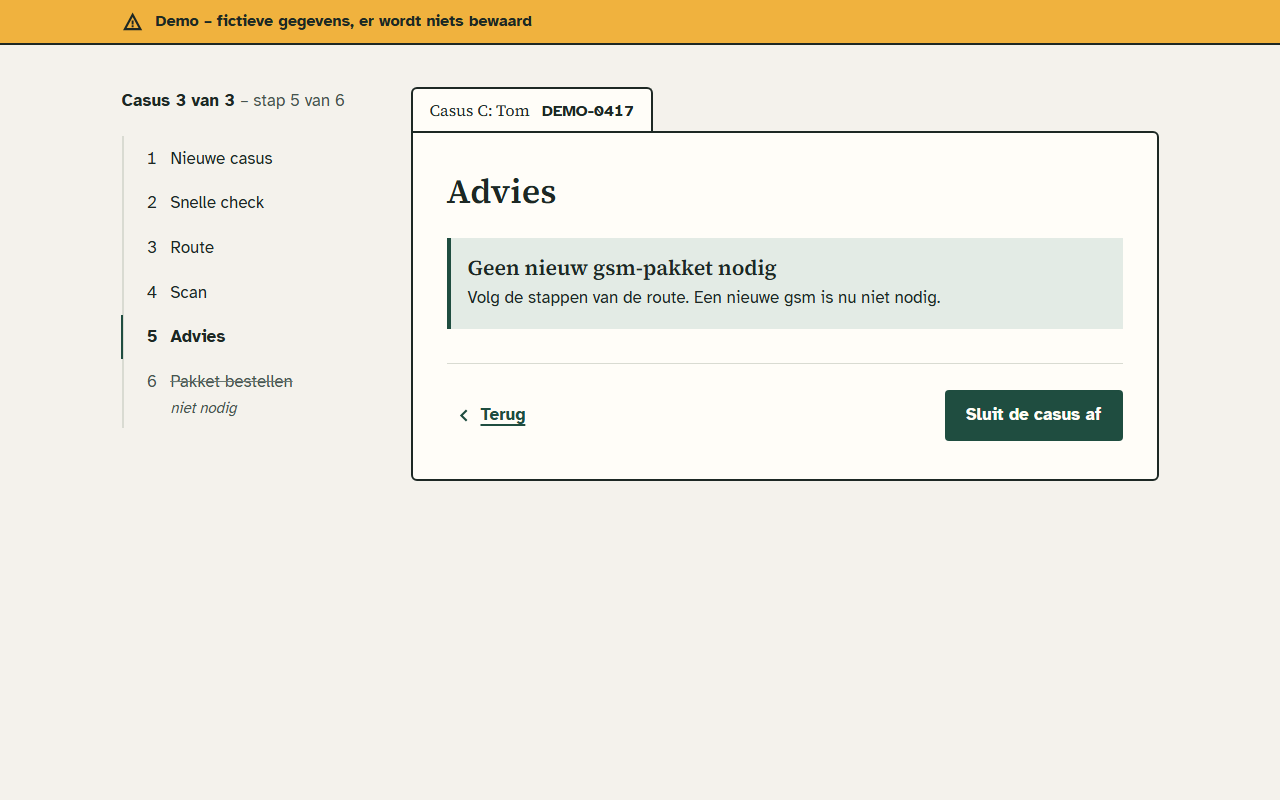 Demo – fictieve gegevens, er wordt niets bewaard
Casus 3 van 3 – stap 5 van 6
1 Nieuwe casus
2 Snelle check
3 Route
4 Scan
5 Advies
6 Pakket bestellen
niet nodig
Casus C: Tom DEMO-0417
Advies
Geen nieuw gsm-pakket nodig
Volg de stappen van de route. Een nieuwe gsm is nu niet nodig.
Terug
Sluit de casus af